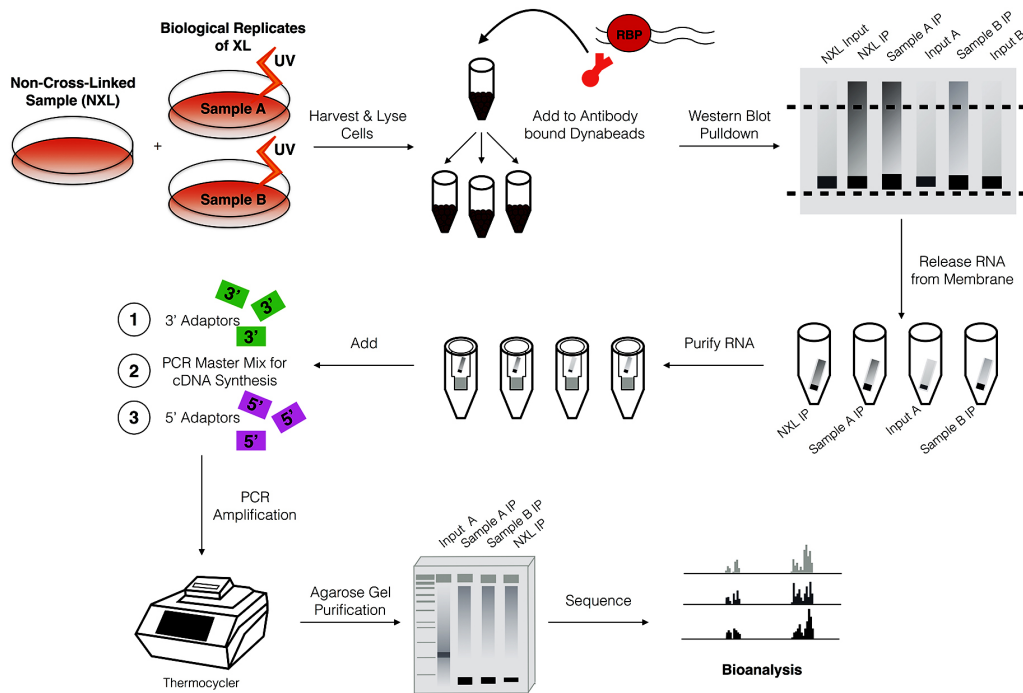 Biological Replicates
of XL
UV
Non-Cross-Linked
Sample (NXL)
Sample A
+
UV
Sample B
Harvest & Lyse
Cells
RBP
Add to Antibody
bound Dynabeads
Western Blot
Pulldown
NXL Input
NXL IP
Sample A IP
Input A
Sample B IP
Input B
Release RNA
from Membrane
NXL IP
Sample A IP
Input A
Sample B IP
Purify RNA
Add
1
3' Adaptors
3'
3'
3'
2
PCR Master Mix for
cDNA Synthesis
3
5' Adaptors
5'
5'
5'
PCR
Amplification
Thermocycler
Agarose Gel
Purification
Input A
Sample A IP
Sample B IP
NXL IP
Sequence
Bioanalysis